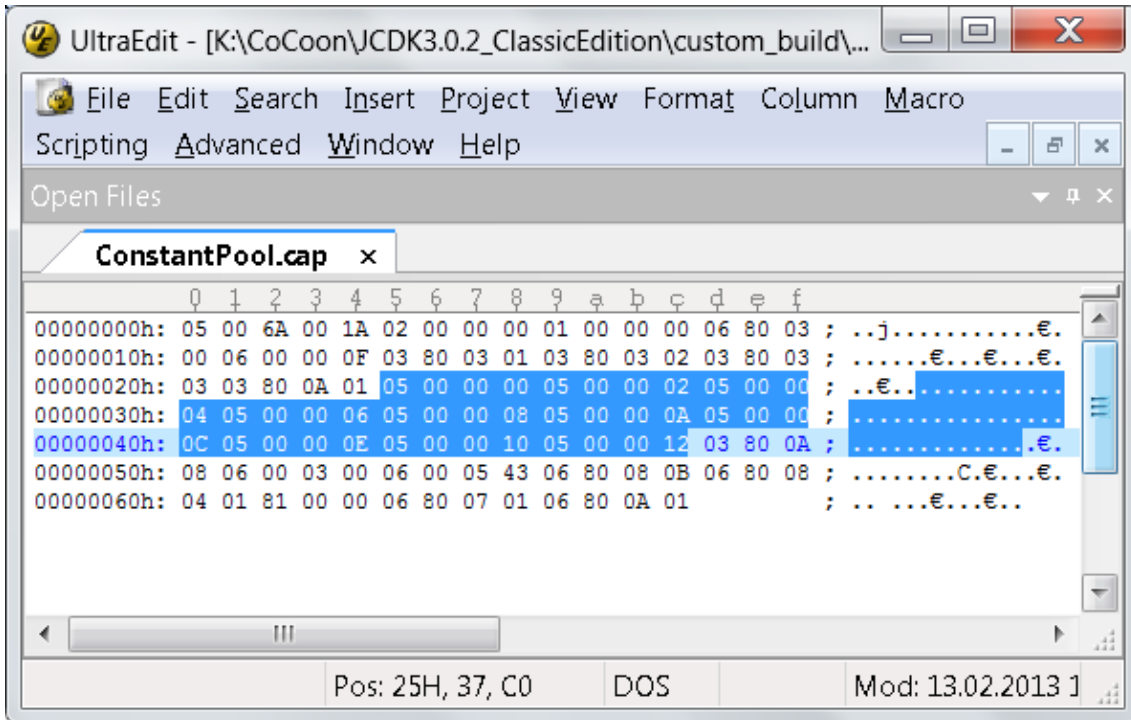 UltraEdit - [K:\CoCoon\JCDK3.0.2_ClassicEdition\custom_build\...
File Edit Search Insert Project View Format Column Macro
Scripting Advanced Window Help
Open Files
ConstantPool.cap x
0 1 2 3 4 5 6 7 8 9 a b c d e f
00000000h: 05 00 6A 00 1A 02 00 00 00 01 00 00 00 06 80 03 ; ..j...........€.
00000010h: 00 06 00 00 0F 03 80 03 01 03 80 03 02 03 80 03 ; ......€...€...€.
00000020h: 03 03 80 0A 01 05 00 00 00 05 00 00 02 05 00 00 ; ..€.............
00000030h: 04 05 00 00 06 05 00 00 08 05 00 00 0A 05 00 00 ; ................
00000040h: 0C 05 00 00 0E 05 00 00 10 05 00 00 12 03 80 0A ; ..............€.
00000050h: 08 06 00 03 00 06 00 05 43 06 80 08 0B 06 80 08 ; ........C.€...€.
00000060h: 04 01 81 00 00 06 80 07 01 06 80 0A 01 ; .. ...€...€..
Pos: 25H, 37, C0 DOS Mod: 13.02.2013 1